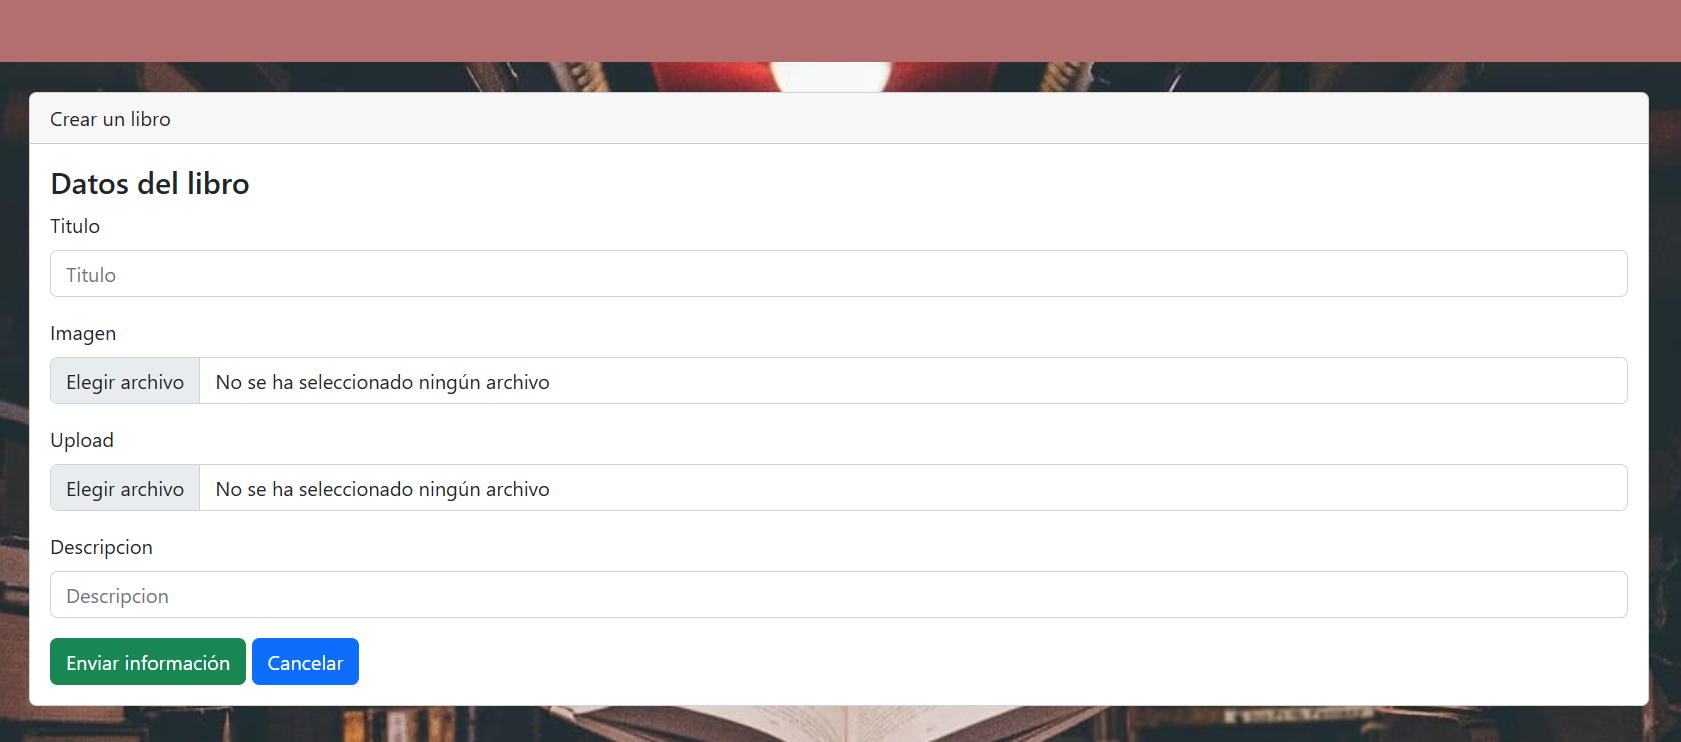 Crear un libro
Datos del libro
Titulo
Titulo
Imagen
Elegir archivo No se ha seleccionado ningún archivo
Upload
Elegir archivo No se ha seleccionado ningún archivo
Descripcion
Descripcion
Enviar información Cancelar